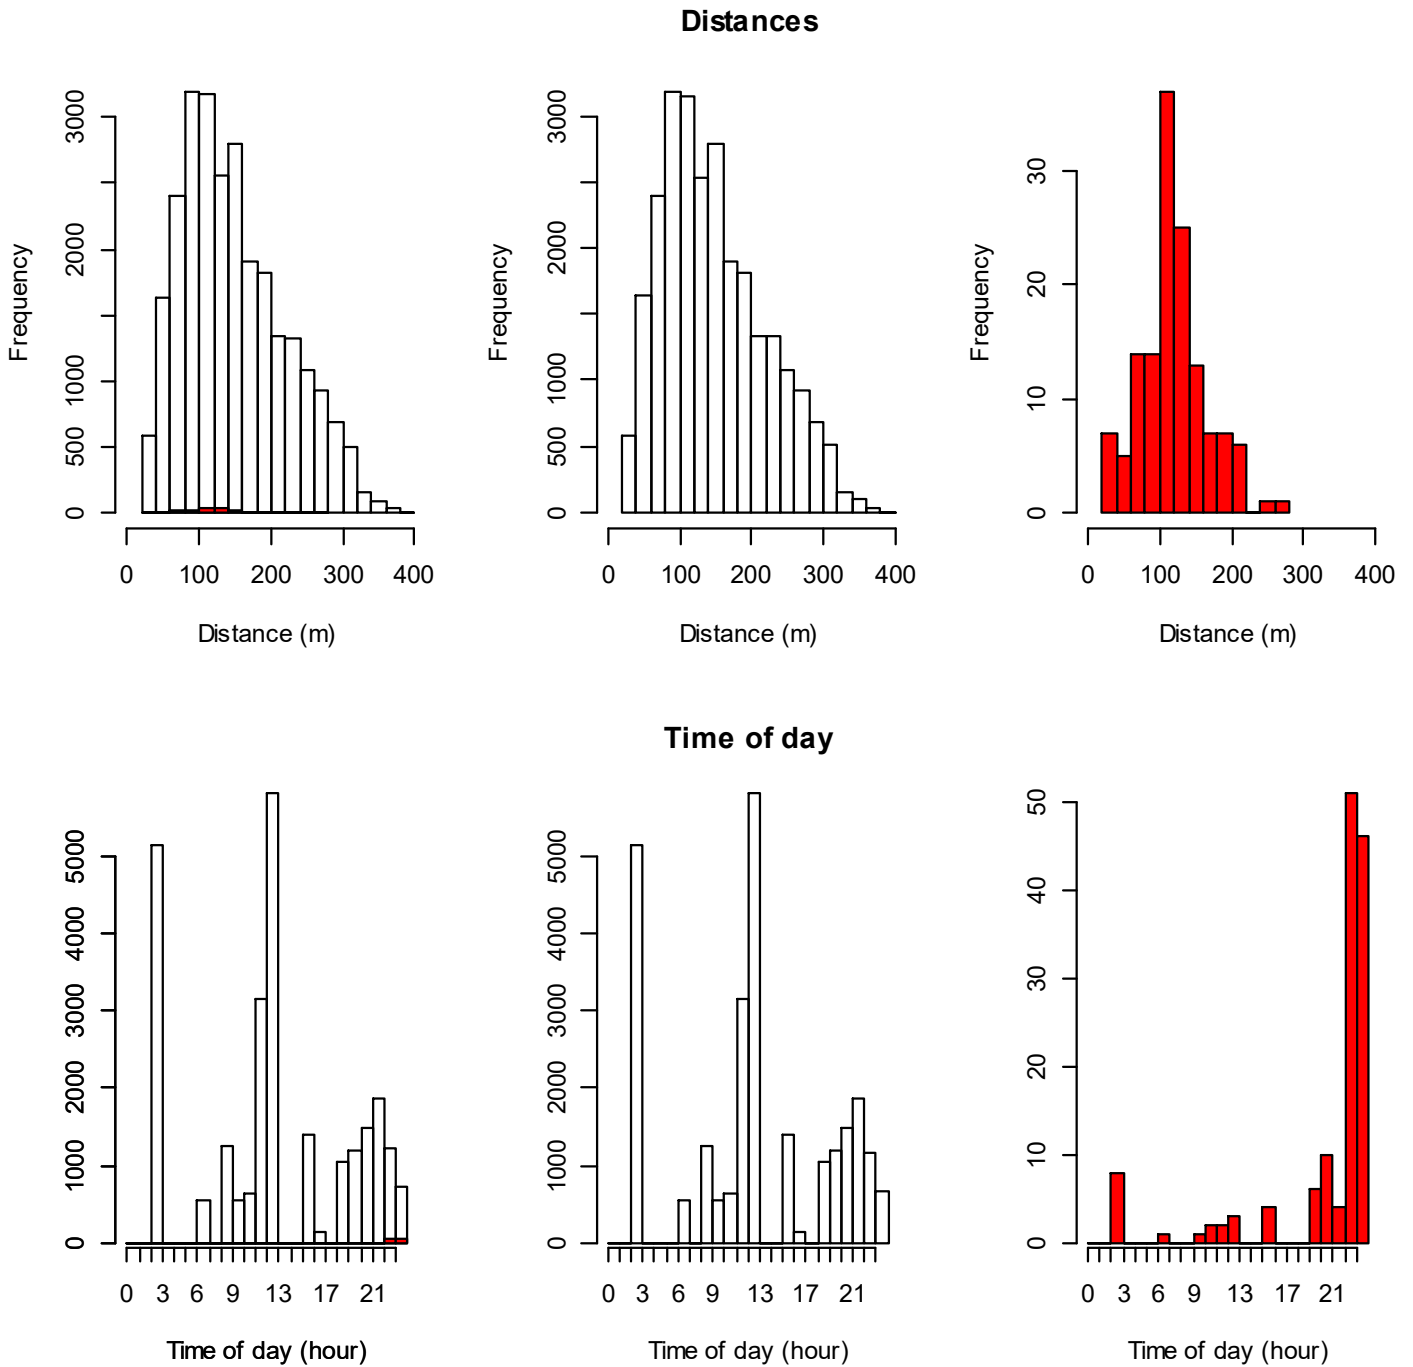 Distances
Frequency
0 500 1000 2000 3000
0 100 200 300 400
Distance (m)
Frequency
0 500 1000 2000 3000
0 100 200 300 400
Distance (m)
Frequency
0 10 20 30
0 100 200 300 400
Distance (m)
Time of day
0 1000 2000 3000 4000 5000
0 3 6 9 13 17 21
Time of day (hour)
0 1000 2000 3000 4000 5000
0 3 6 9 13 17 21
Time of day (hour)
0 10 20 30 40 50
0 3 6 9 13 17 21
Time of day (hour)